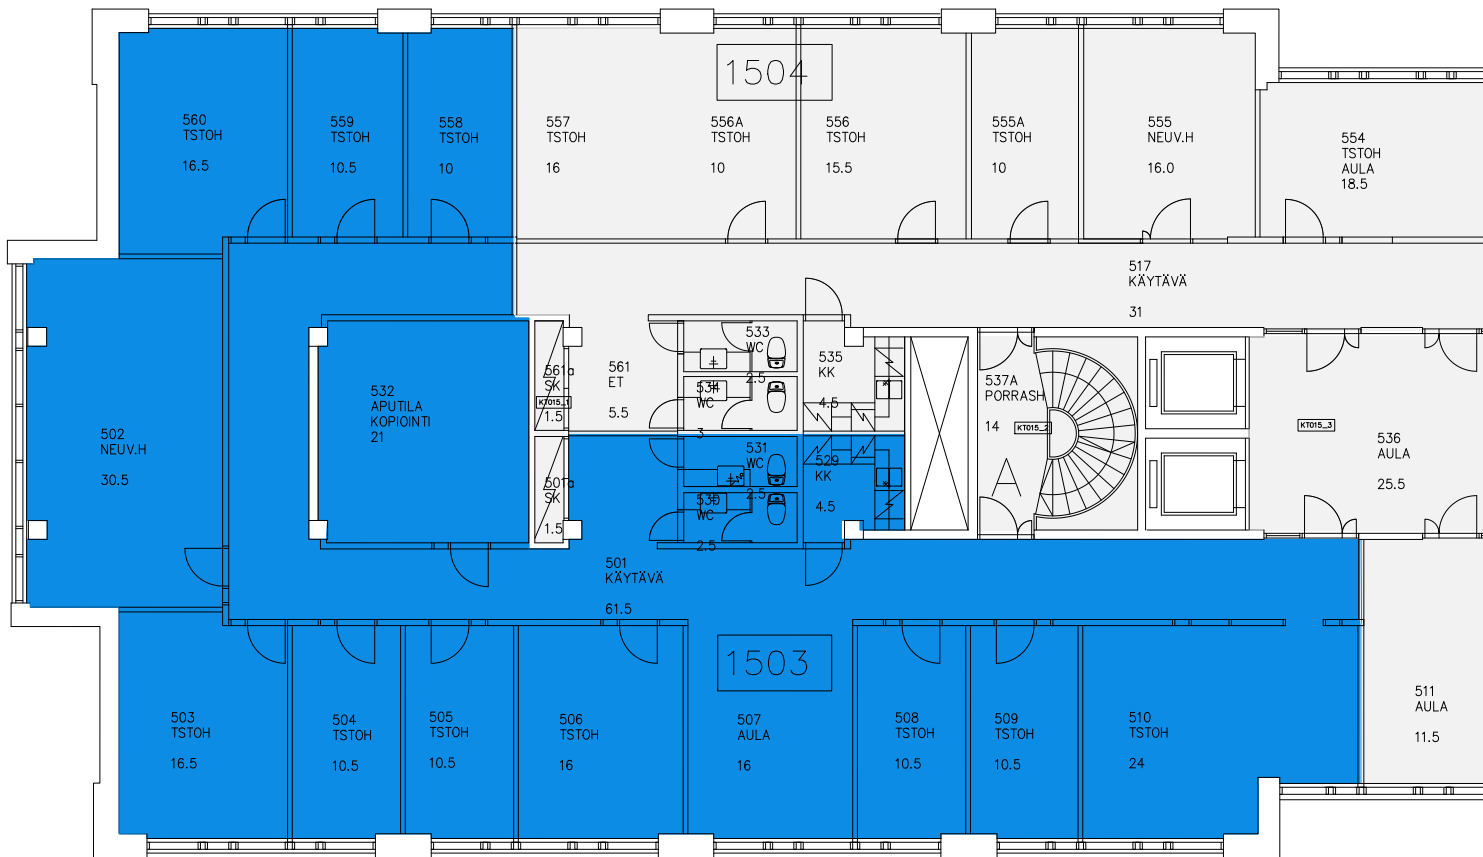 1504
560
TSTOH
16.5
559
TSTOH
10.5
558
TSTOH
10
557
TSTOH
16
556A
TSTOH
10
556
TSTOH
15.5
555A
TSTOH
10
555
NEUV.H
16.0
554
TSTOH
AULA
18.5
517
KÄYTÄVÄ
31
502
NEUV.H
30.5
532
APUTILA
KOPIOINTI
21
561a
SK
KT015_1
1.5
561
ET
5.5
533
WC
2.5
534
WC
3
535
KK
4.5
537A
PORRASH
14
KT015_2
A
KT015_3
536
AULA
25.5
501a
SK
1.5
531
WC
2.5
530
WC
2.5
529
KK
4.5
501
KÄYTÄVÄ
61.5
1503
503
TSTOH
16.5
504
TSTOH
10.5
505
TSTOH
10.5
506
TSTOH
16
507
AULA
16
508
TSTOH
10.5
509
TSTOH
10.5
510
TSTOH
24
511
AULA
11.5